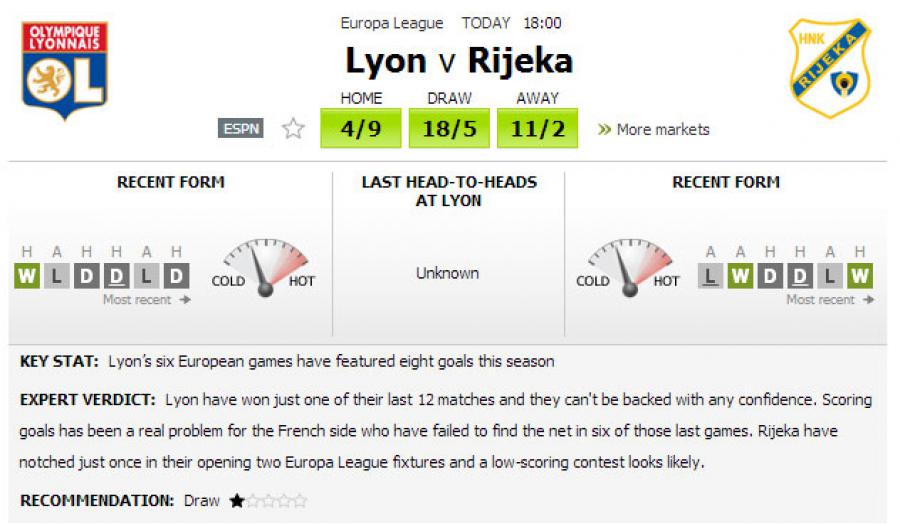 OLYMPIQUE
LYONNAIS
OL
Europa League TODAY 18:00
Lyon v Rijeka
HNK
RIJEKA
HOME DRAW AWAY
ESPN 4/9 18/5 11/2 » More markets
RECENT FORM
H A H H A H
W L D D L D
Most recent
COLD HOT
LAST HEAD-TO-HEADS
AT LYON
Unknown
RECENT FORM
COLD HOT
A A H H A H
L W D D L W
Most recent
KEY STAT: Lyon's six European games have featured eight goals this season
EXPERT VERDICT: Lyon have won just one of their last 12 matches and they can't be backed with any confidence. Scoring
goals has been a real problem for the French side who have failed to find the net in six of those last games. Rijeka have
notched just once in their opening two Europa League fixtures and a low-scoring contest looks likely.
RECOMMENDATION: Draw